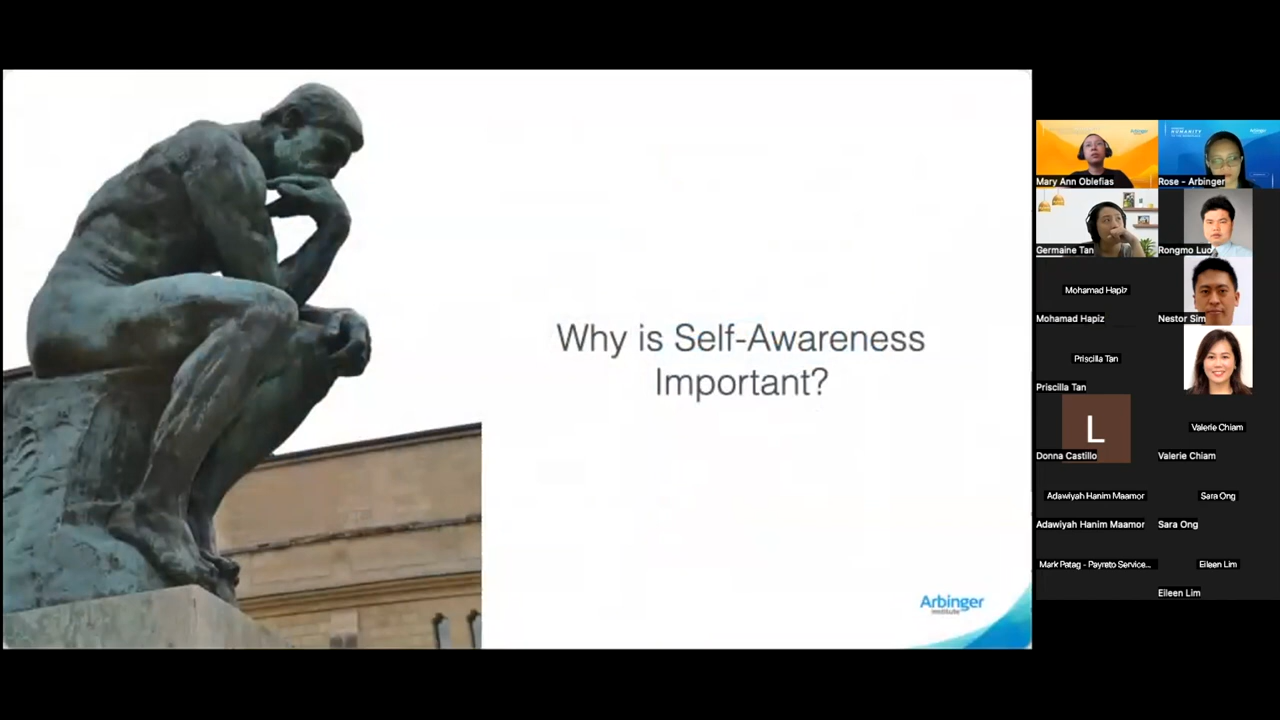 Why is Self-Awareness
Important?
Arbinger
Institute
Mary Ann Oblefias
Rose - Arbinger
HUMANITY
Arbinger
Germaine Tan
Rongmo Luo
Mohamad Hapiz
Mohamad Hapiz
Nestor Sim
Priscilla Tan
Priscilla Tan
L
Donna Castillo
Valerie Chiam
Valerie Chiam
Adawiyah Hanim Maamor
Adawiyah Hanim Maamor
Sara Ong
Sara Ong
Mark Patag - Payreto Service...
Eileen Lim
Eileen Lim